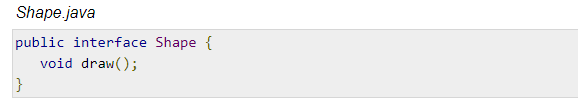 Shape.java
public interface Shape {
   void draw();
}